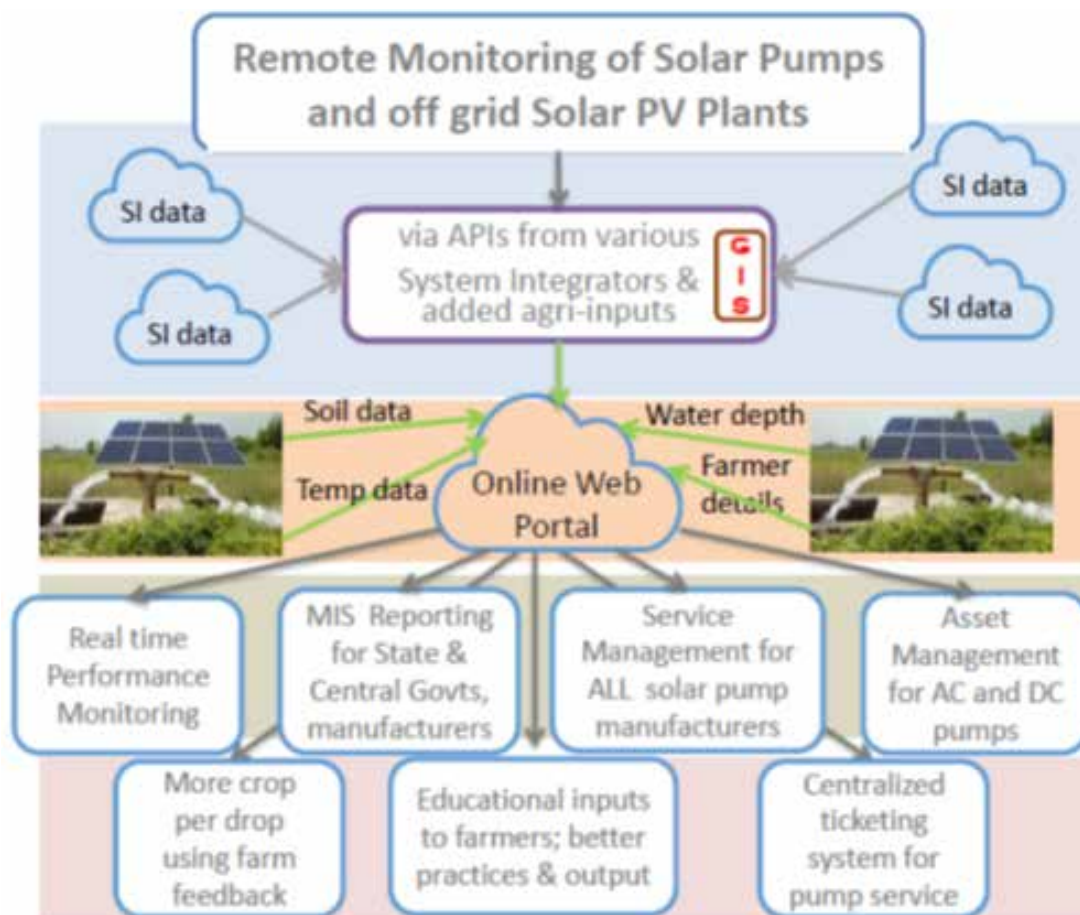 Remote Monitoring of Solar Pumps
and off grid Solar PV Plants
SI data
SI data
SI data
SI data
via APIs from various
System Integrators &
added agri-inputs
GIS
Soil data
Temp data
Water depth
Farmer
details
Online Web
Portal
Real time
Performance
Monitoring
MIS Reporting
for State &
Central Govts,
manufacturers
Service
Management for
ALL solar pump
manufacturers
Asset
Management
for AC and DC
pumps
More crop
per drop
using farm
feedback
Educational inputs
to farmers; better
practices & output
Centralized
ticketing
system for
pump service